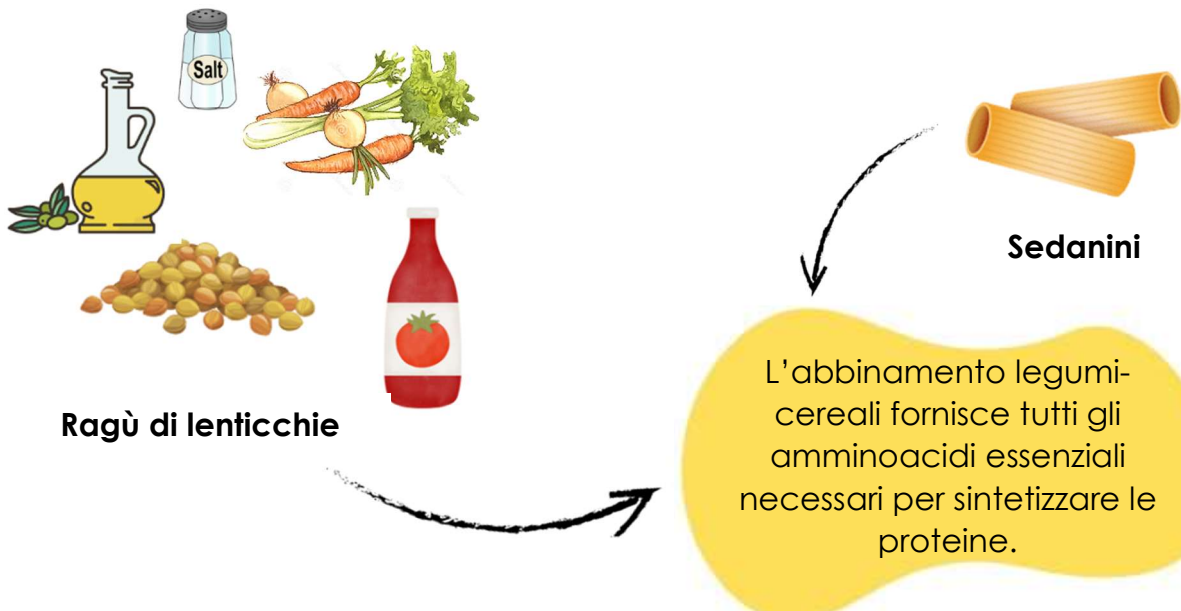 Salt
Sedanini
Ragù di lenticchie
L’abbinamento legumi-
cereali fornisce tutti gli
amminoacidi essenziali
necessari per sintetizzare le
proteine.